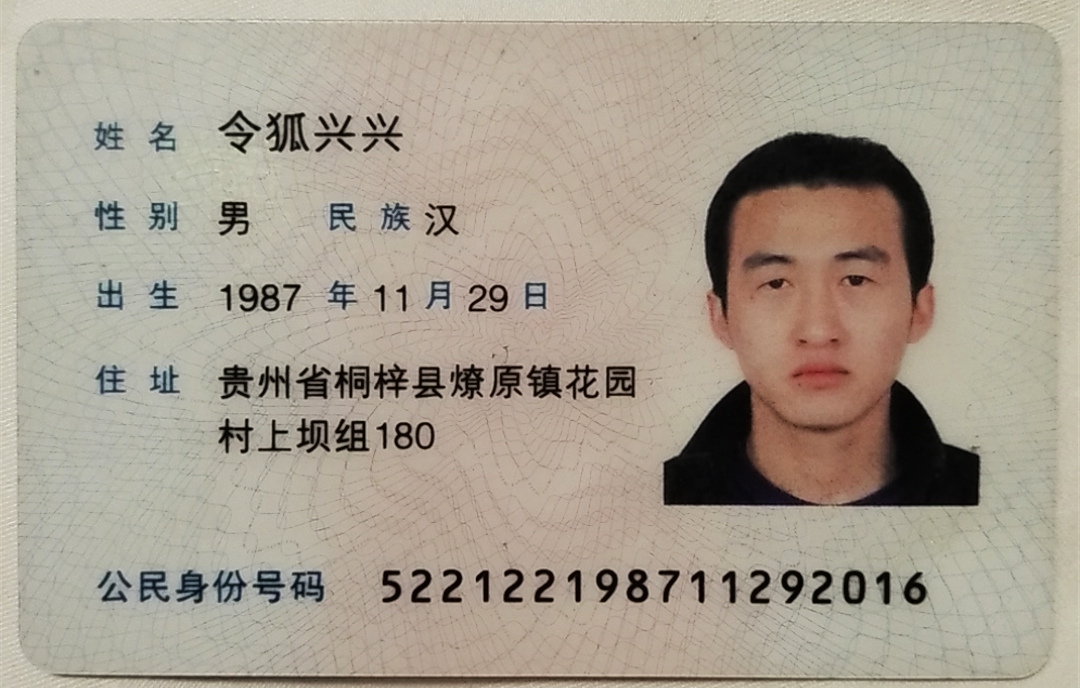 姓名 令狐兴兴
性别 男 民族 汉
出生 1987 年 11 月 29 日
住址 贵州省桐梓县燎原镇花园
村上坝组180
公民身份号码 522122198711292016